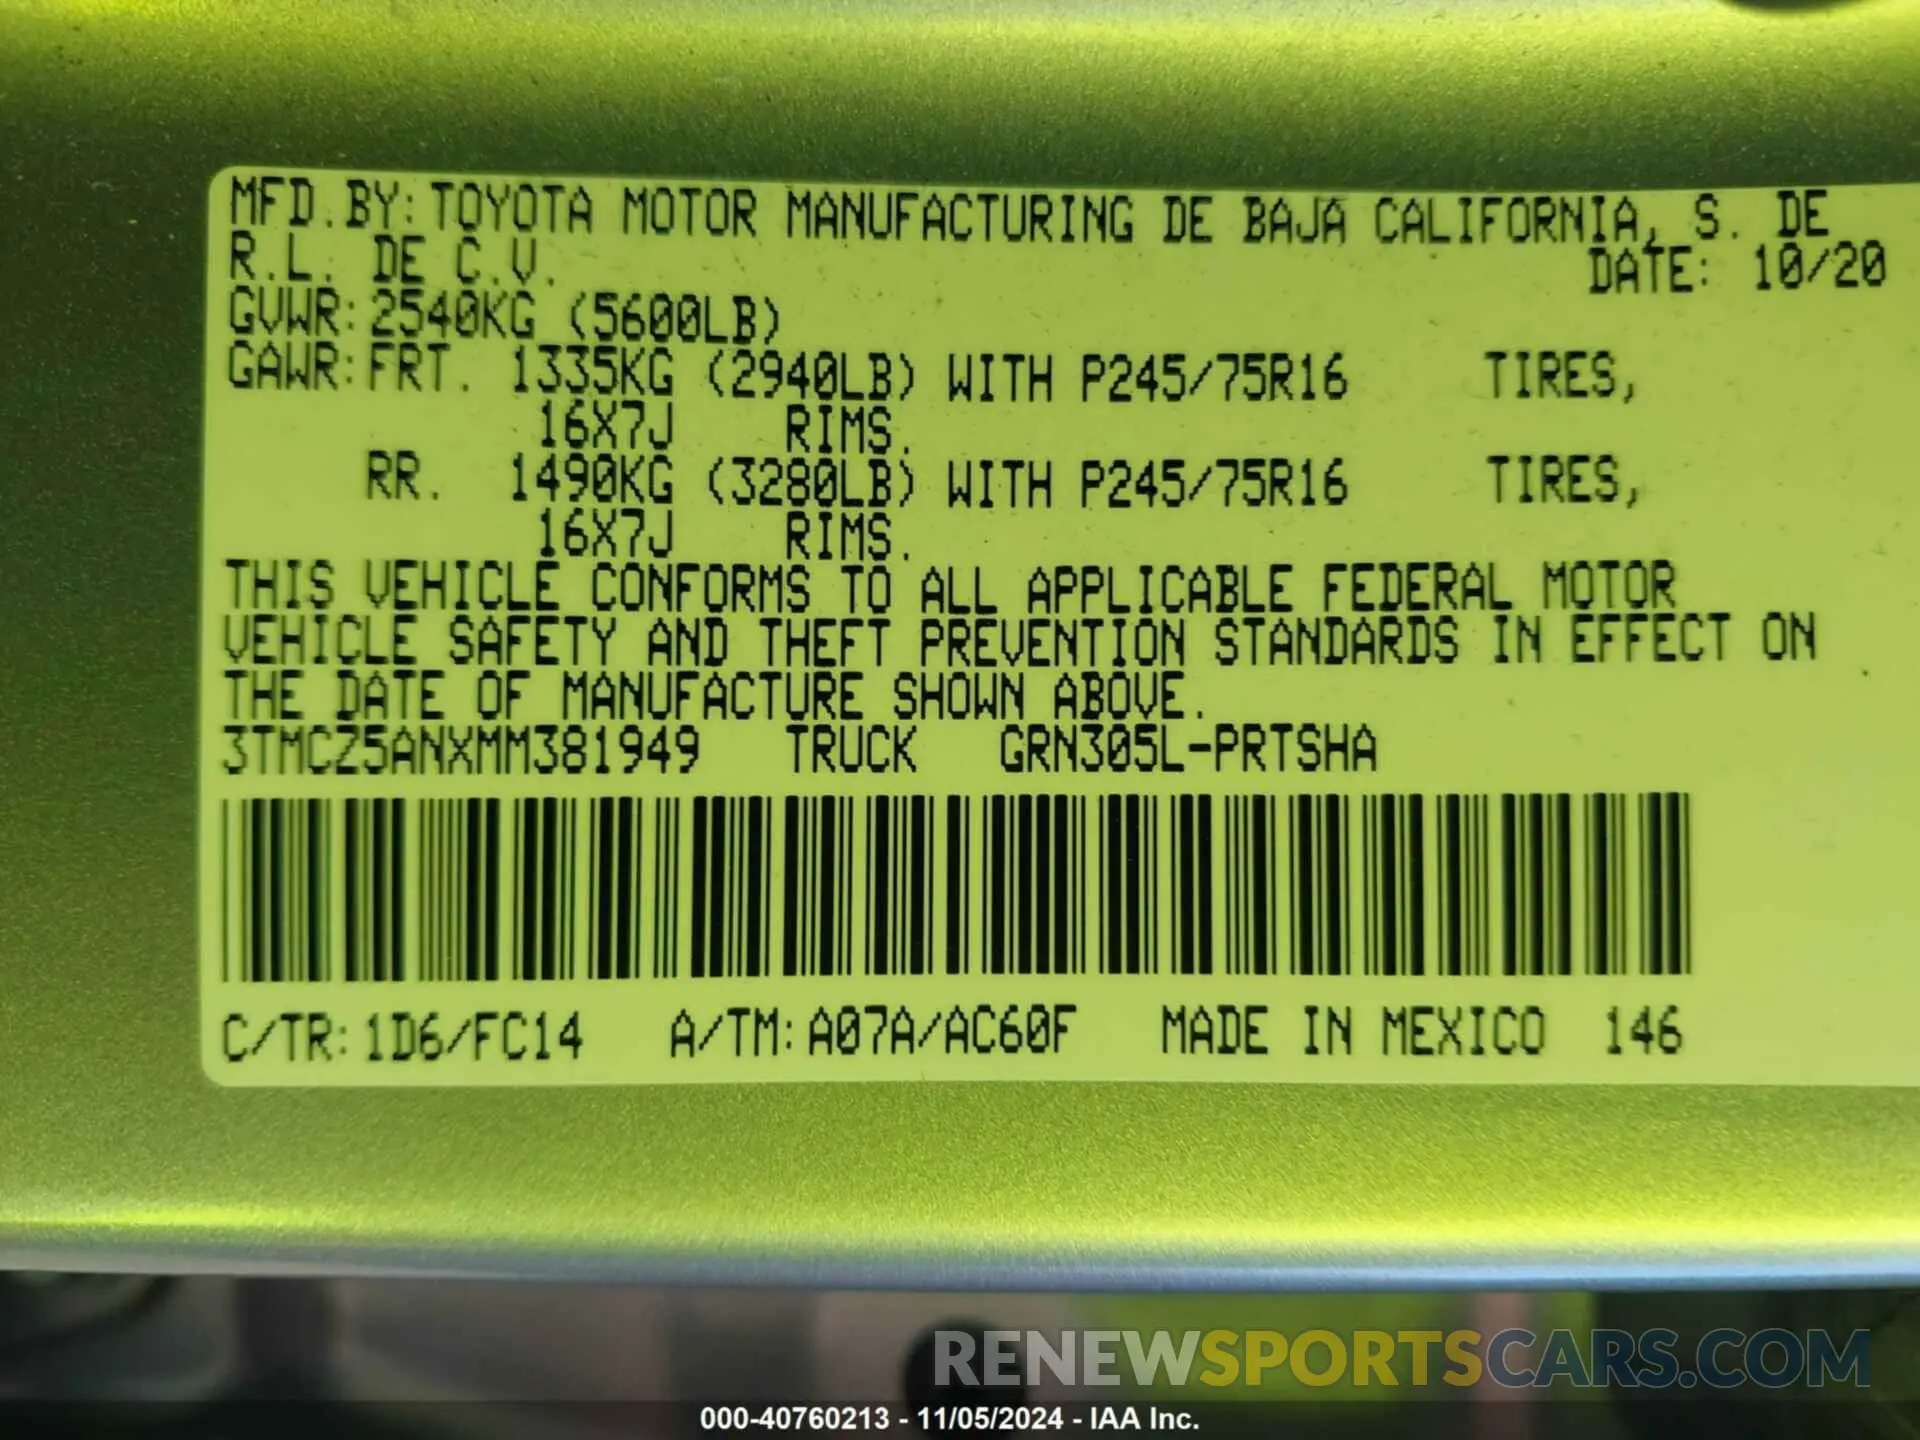 MFD.BY: TOYOTA MOTOR MANUFACTURING DE BAJA CALIFORNIA, S. DE
R.L. DE C.V.
DATE: 10/20
GVWR: 2540KG (5600LB)
GAWR: FRT. 1335KG (2940LB) WITH P245/75R16 TIRES,
16X7J RIMS.
RR. 1490KG (3280LB) WITH P245/75R16 TIRES,
16X7J RIMS.
THIS VEHICLE CONFORMS TO ALL APPLICABLE FEDERAL MOTOR
VEHICLE SAFETY AND THEFT PREVENTION STANDARDS IN EFFECT ON
THE DATE OF MANUFACTURE SHOWN ABOVE.
3TMCZ5ANXMM381949 TRUCK GRN305L-PRTSHA
C/TR: 1D6/FC14 A/TM: A07A/AC60F MADE IN MEXICO 146
RENEWSPORTSCARS.COM
000-40760213 - 11/05/2024 - IAA Inc.